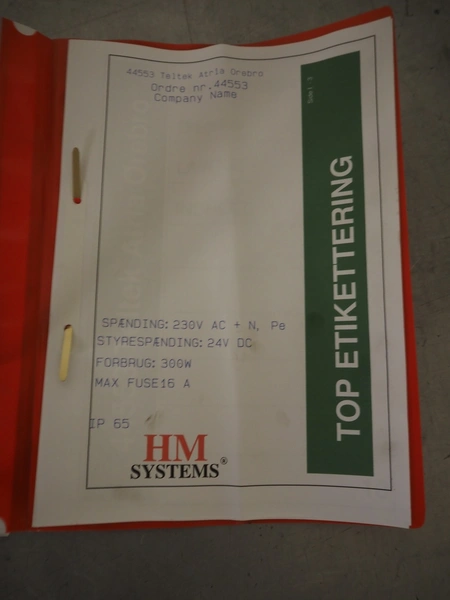 44553 Teltek Atria Orebro
Ordre nr.44553
Company Name
TOP ETIKETTERING
SPÆNDING: 230V AC + N, Pe
STYRESPÆNDING: 24V DC
FORBRUG: 300W
MAX FUSE16 A
IP 65
HM
SYSTEMS®